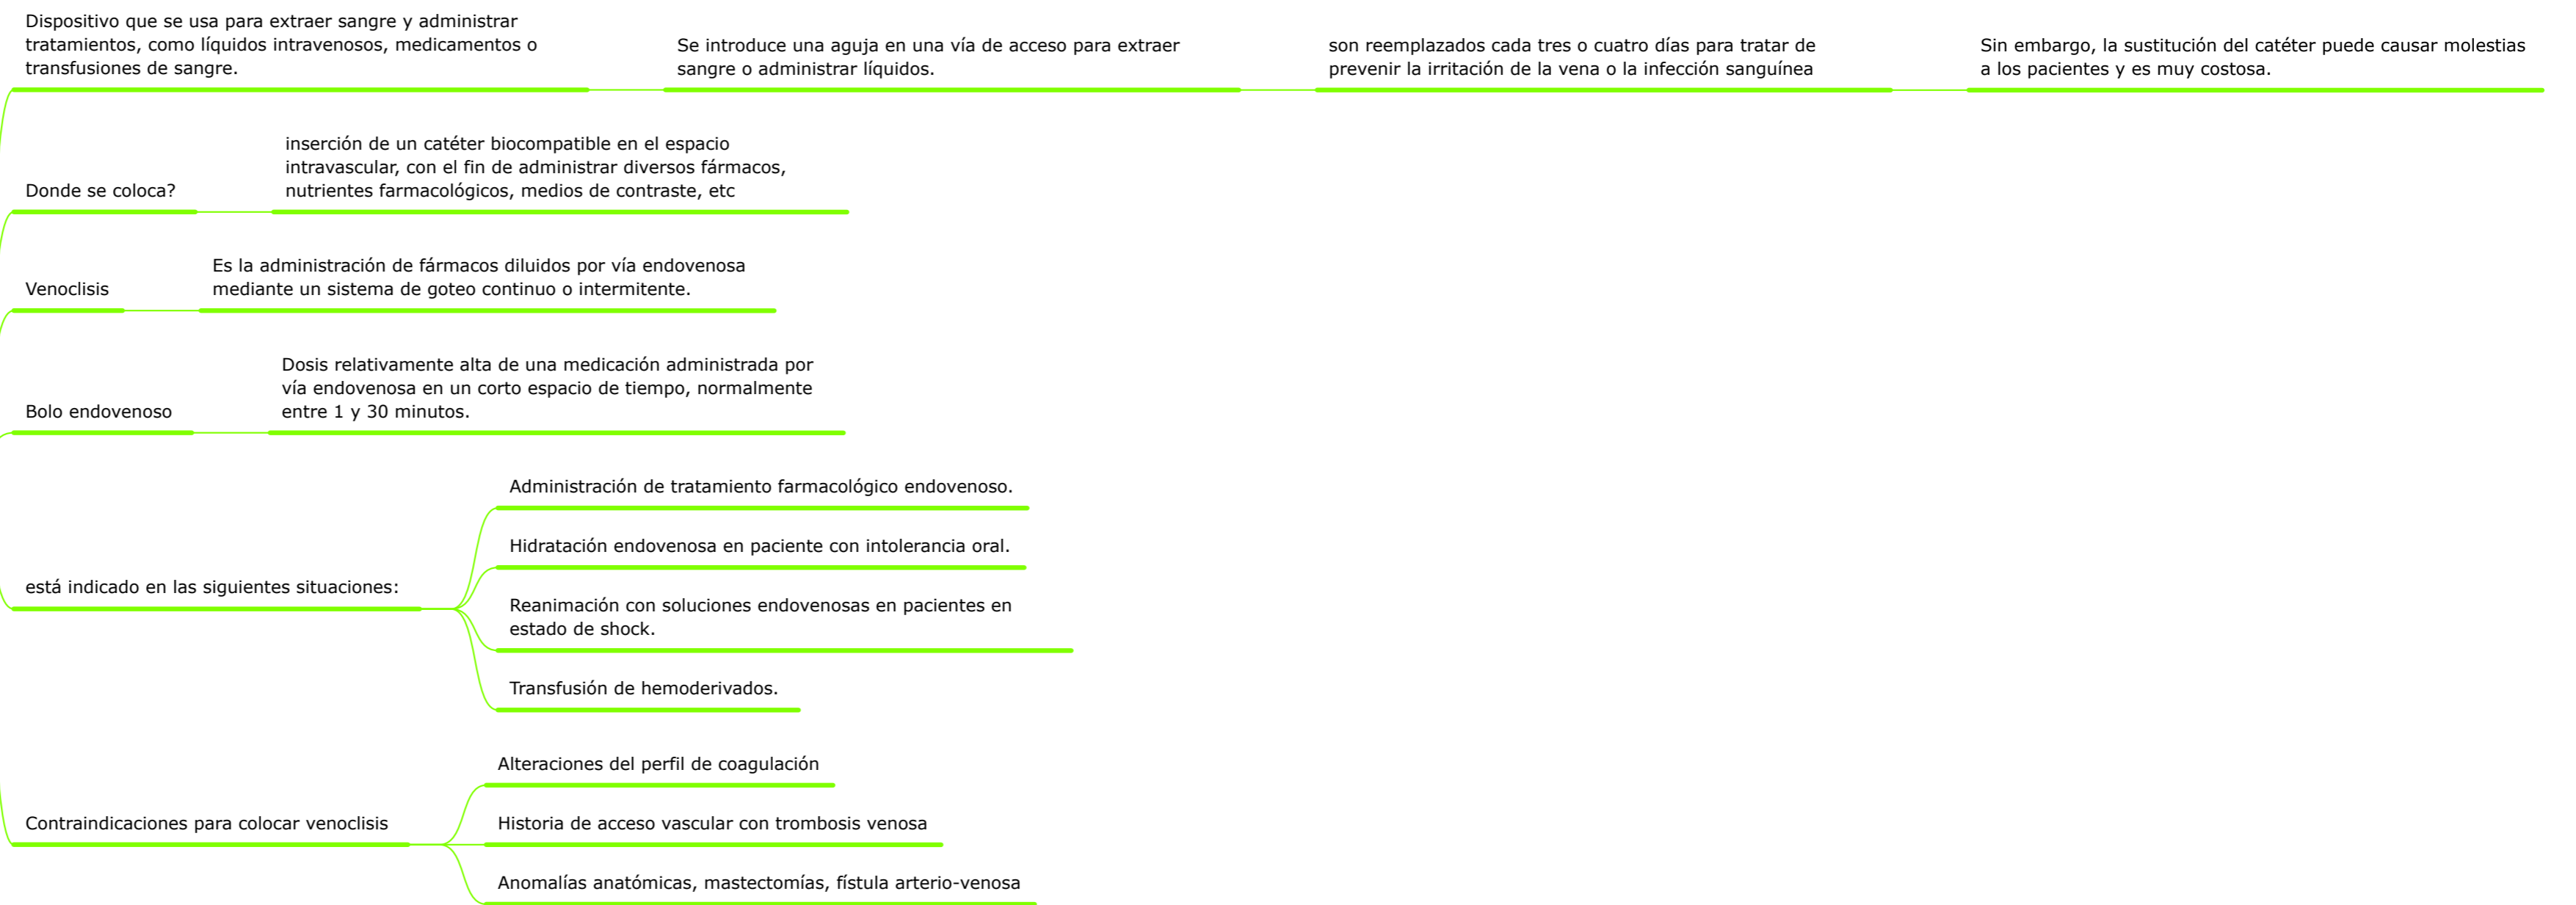 Dispositivo que se usa para extraer sangre y administrar
tratamientos, como líquidos intravenosos, medicamentos o
transfusiones de sangre.
Se introduce una aguja en una vía de acceso para extraer
sangre o administrar líquidos.
son reemplazados cada tres o cuatro días para tratar de
prevenir la irritación de la vena o la infección sanguínea
Sin embargo, la sustitución del catéter puede causar molestias
a los pacientes y es muy costosa.
Donde se coloca?
inserción de un catéter biocompatible en el espacio
intravascular, con el fin de administrar diversos fármacos,
nutrientes farmacológicos, medios de contraste, etc
Venoclisis
Es la administración de fármacos diluidos por vía endovenosa
mediante un sistema de goteo continuo o intermitente.
Bolo endovenoso
Dosis relativamente alta de una medicación administrada por
vía endovenosa en un corto espacio de tiempo, normalmente
entre 1 y 30 minutos.
está indicado en las siguientes situaciones:
Administración de tratamiento farmacológico endovenoso.
Hidratación endovenosa en paciente con intolerancia oral.
Reanimación con soluciones endovenosas en pacientes en
estado de shock.
Transfusión de hemoderivados.
Contraindicaciones para colocar venoclisis
Alteraciones del perfil de coagulación
Historia de acceso vascular con trombosis venosa
Anomalías anatómicas, mastectomías, fístula arterio-venosa